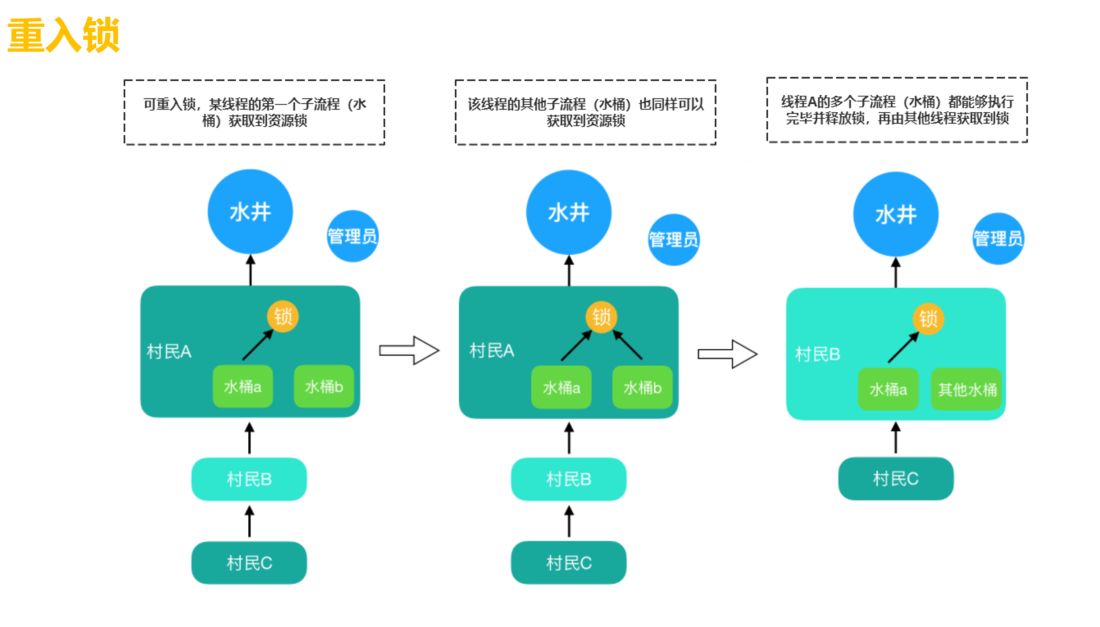 重入锁
可重入锁，某线程的第一个子流程（水
桶）获取到资源锁
该线程的其他子流程（水桶）也同样可以
获取到资源锁
线程A的多个子流程（水桶）都能够执行
完毕并释放锁，再由其他线程获取到锁
水井
管理员
锁
村民A
水桶a
水桶b
村民B
村民C
水井
管理员
锁
村民A
水桶a
水桶b
村民B
村民C
水井
管理员
锁
村民B
水桶a
其他水桶
村民C